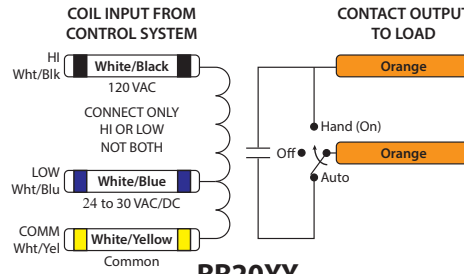 COIL INPUT FROM
CONTROL SYSTEM
CONTACT OUTPUT
TO LOAD
HI
Wht/Blk
White/Black
120 VAC
Orange
CONNECT ONLY
HI OR LOW
NOT BOTH
Hand (On)
Off
Orange
Auto
LOW
Wht/Blu
White/Blue
24 to 30 VAC/DC
COMM
Wht/Yel
White/Yellow
Common